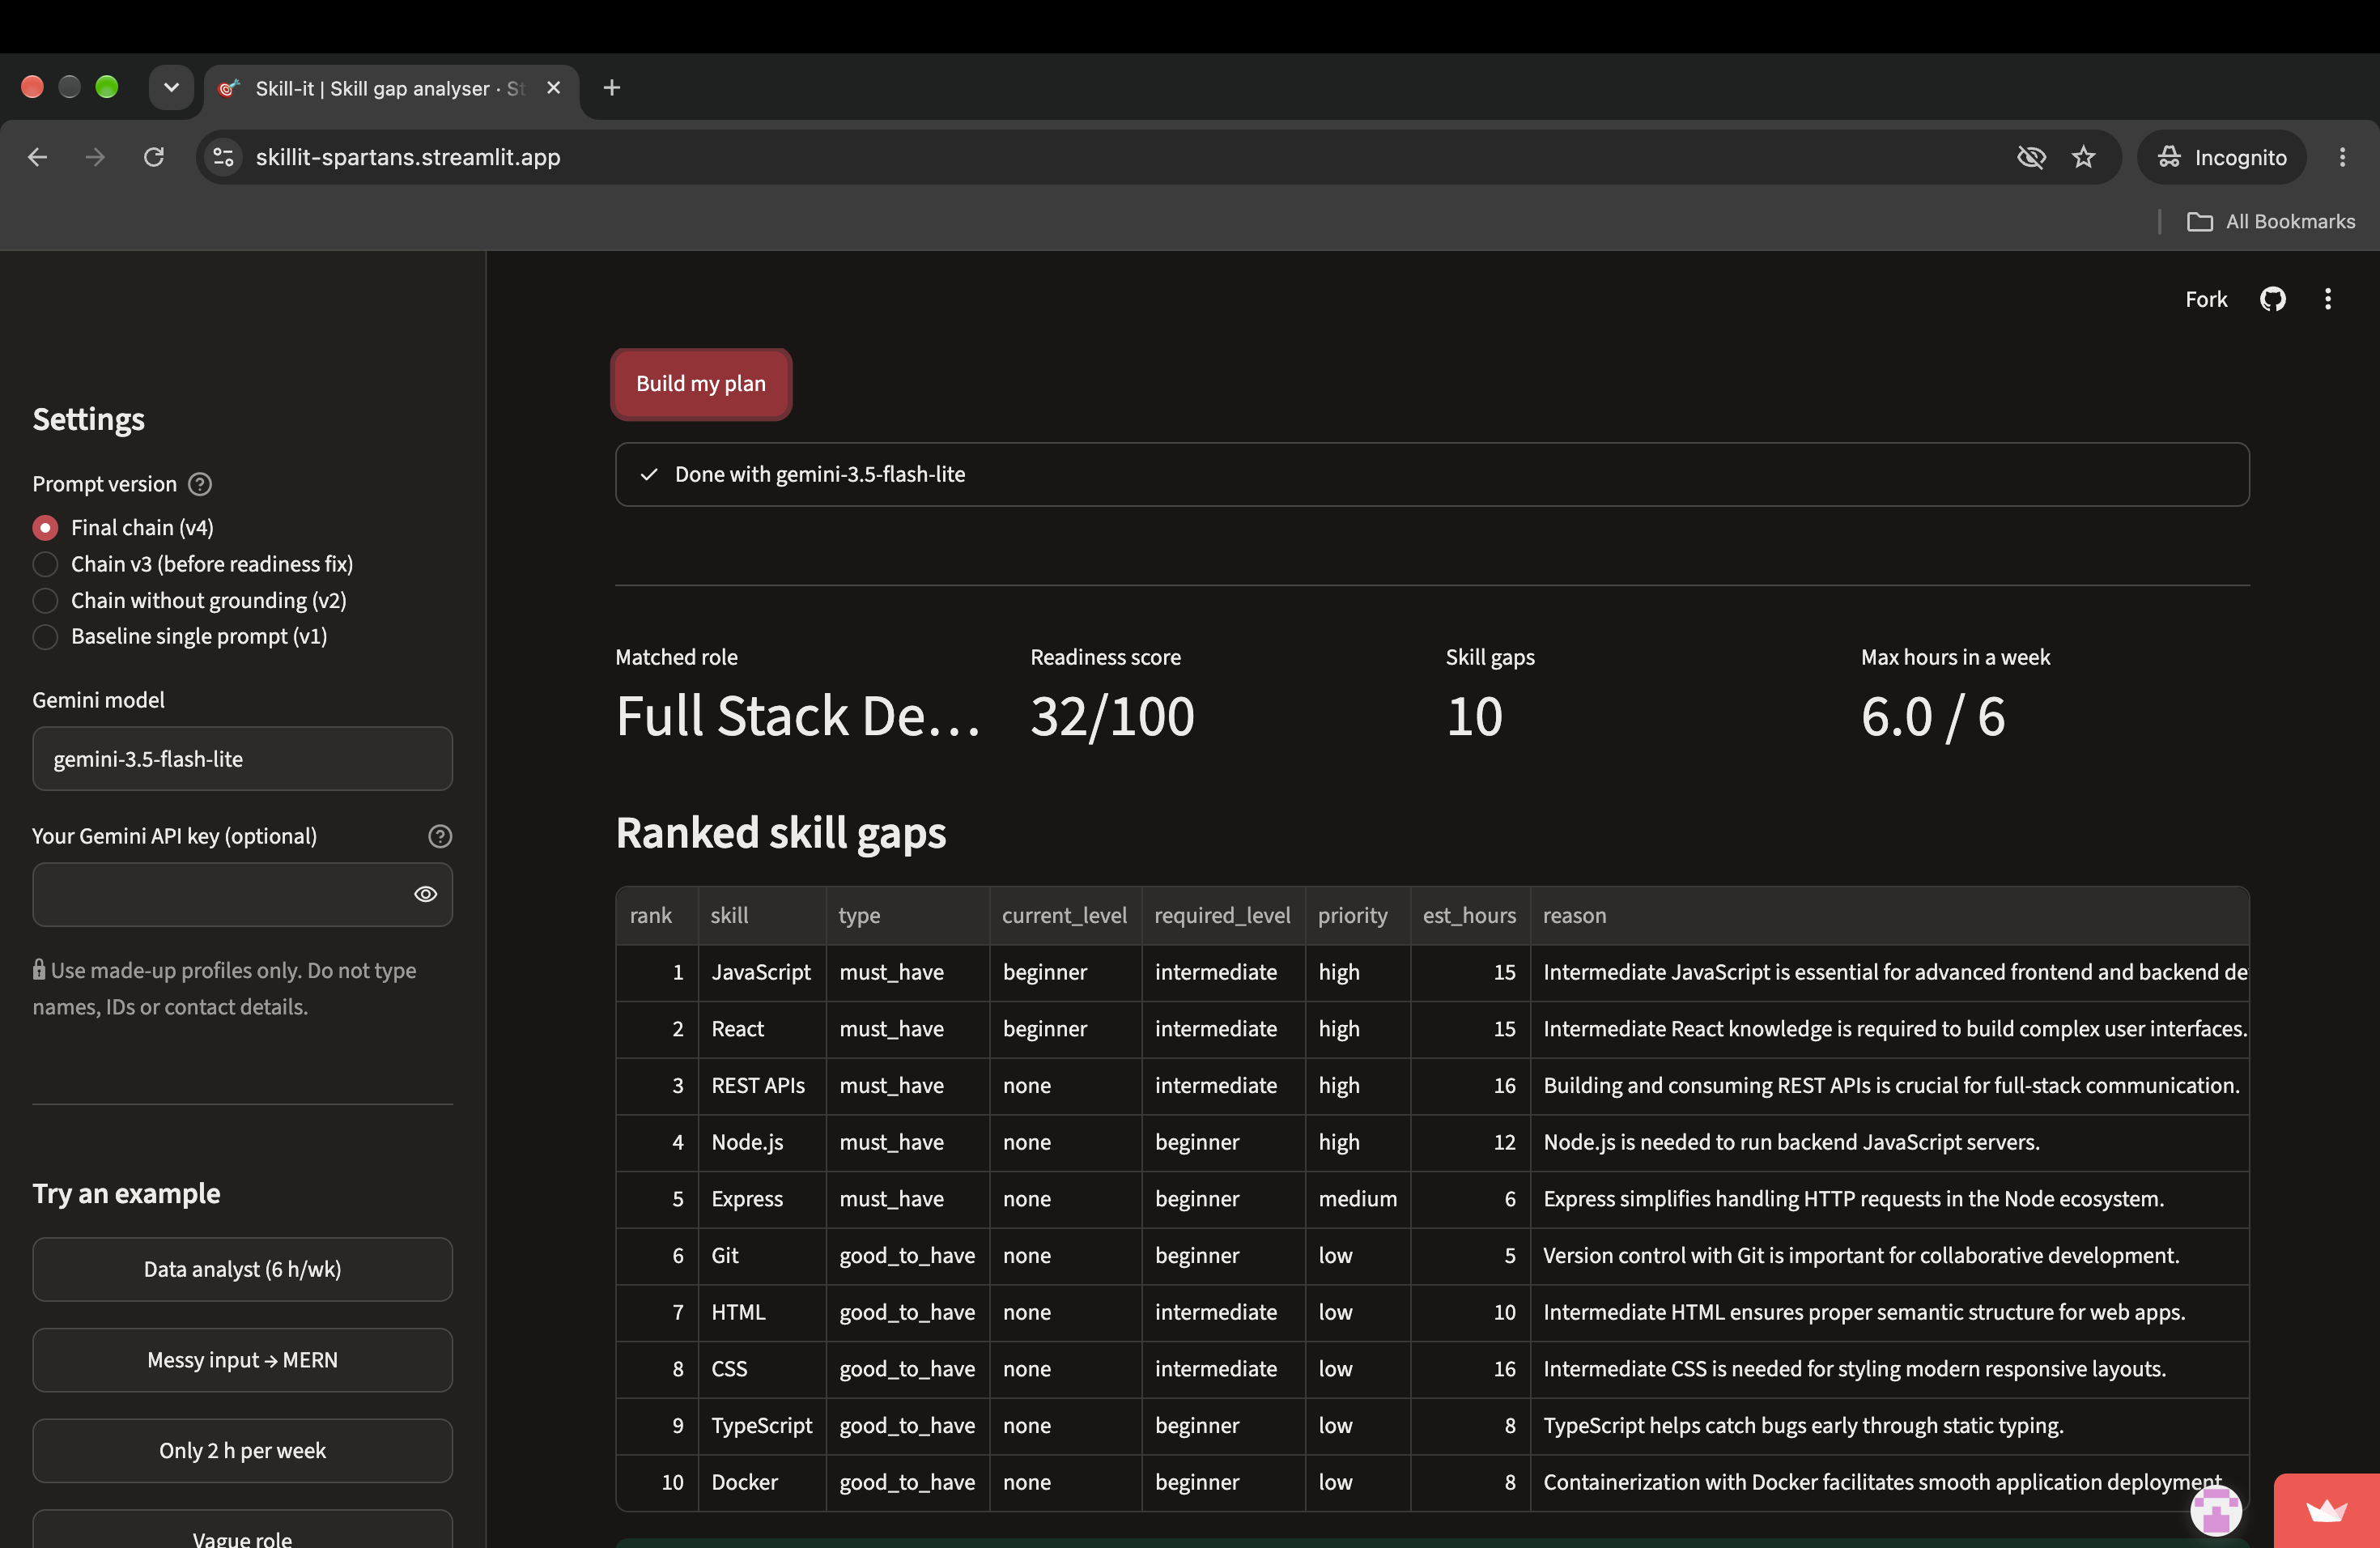 Skill-it | Skill gap analyser · St
skillit-spartans.streamlit.app
Incognito
All Bookmarks
Fork
Settings
Prompt version
Final chain (v4)
Chain v3 (before readiness fix)
Chain without grounding (v2)
Baseline single prompt (v1)
Gemini model
gemini-3.5-flash-lite
Your Gemini API key (optional)
Use made-up profiles only. Do not type
names, IDs or contact details.
Try an example
Data analyst (6 h/wk)
Messy input → MERN
Only 2 h per week
Vague role
Build my plan
Done with gemini-3.5-flash-lite
Matched role Readiness score Skill gaps Max hours in a week
Full Stack De... 32/100 10 6.0 / 6
Ranked skill gaps
rank skill type current_level required_level priority est_hours reason
1 JavaScript must_have beginner intermediate high 15 Intermediate JavaScript is essential for advanced frontend and backend de
2 React must_have beginner intermediate high 15 Intermediate React knowledge is required to build complex user interfaces.
3 REST APIs must_have none intermediate high 16 Building and consuming REST APIs is crucial for full-stack communication.
4 Node.js must_have none beginner high 12 Node.js is needed to run backend JavaScript servers.
5 Express must_have none beginner medium 6 Express simplifies handling HTTP requests in the Node ecosystem.
6 Git good_to_have none beginner low 5 Version control with Git is important for collaborative development.
7 HTML good_to_have none intermediate low 10 Intermediate HTML ensures proper semantic structure for web apps.
8 CSS good_to_have none intermediate low 16 Intermediate CSS is needed for styling modern responsive layouts.
9 TypeScript good_to_have none beginner low 8 TypeScript helps catch bugs early through static typing.
10 Docker good_to_have none beginner low 8 Containerization with Docker facilitates smooth application deployment